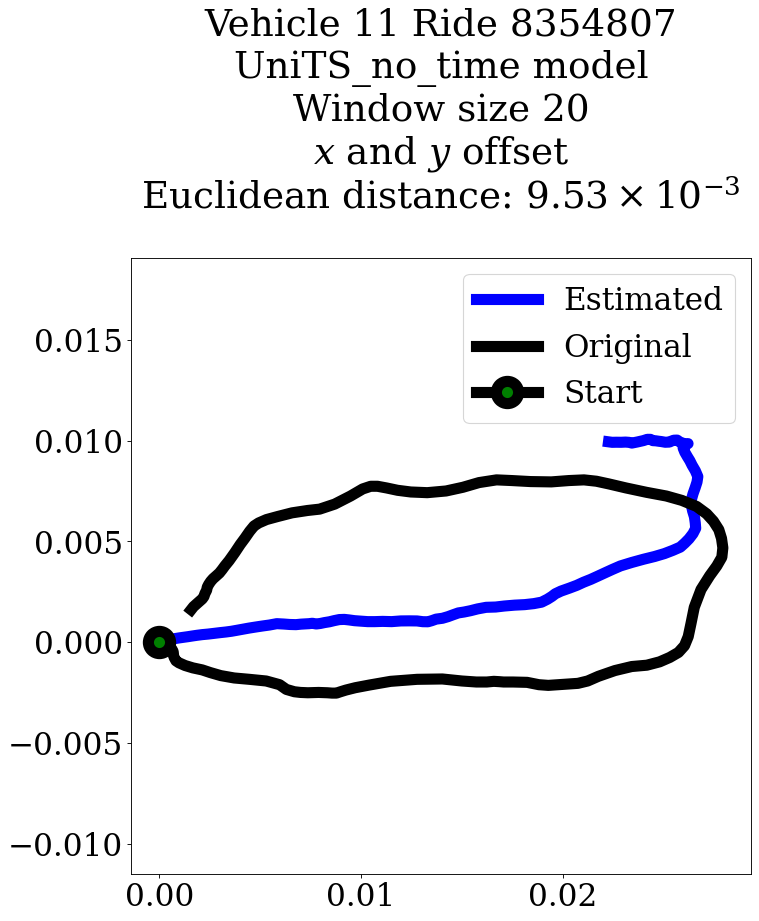 Vehicle 11 Ride 8354807
UniTS_no_time model
Window size 20
x and y offset
Euclidean distance: 9.53 × 10⁻³
Estimated
Original
Start
0.015
0.010
0.005
0.000
−0.005
−0.010
0.00 0.01 0.02